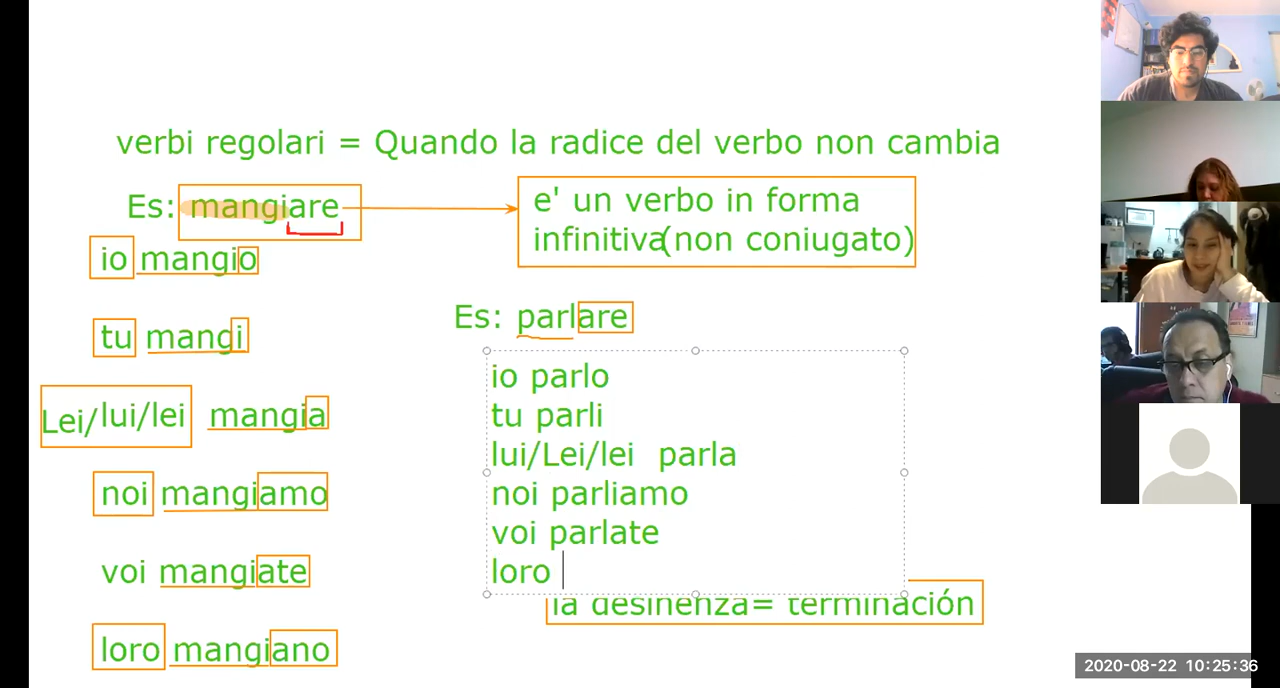 verbi regolari = Quando la radice del verbo non cambia
Es: mangiare
e' un verbo in forma
infinitiva(non coniugato)
io mangio
tu mangi
Lei/lui/lei mangia
noi mangiamo
voi mangiate
loro mangiano
Es: parlare
io parlo
tu parli
lui/Lei/lei parla
noi parliamo
voi parlate
loro
la desinenza= terminación
2020-08-22 10:25:36